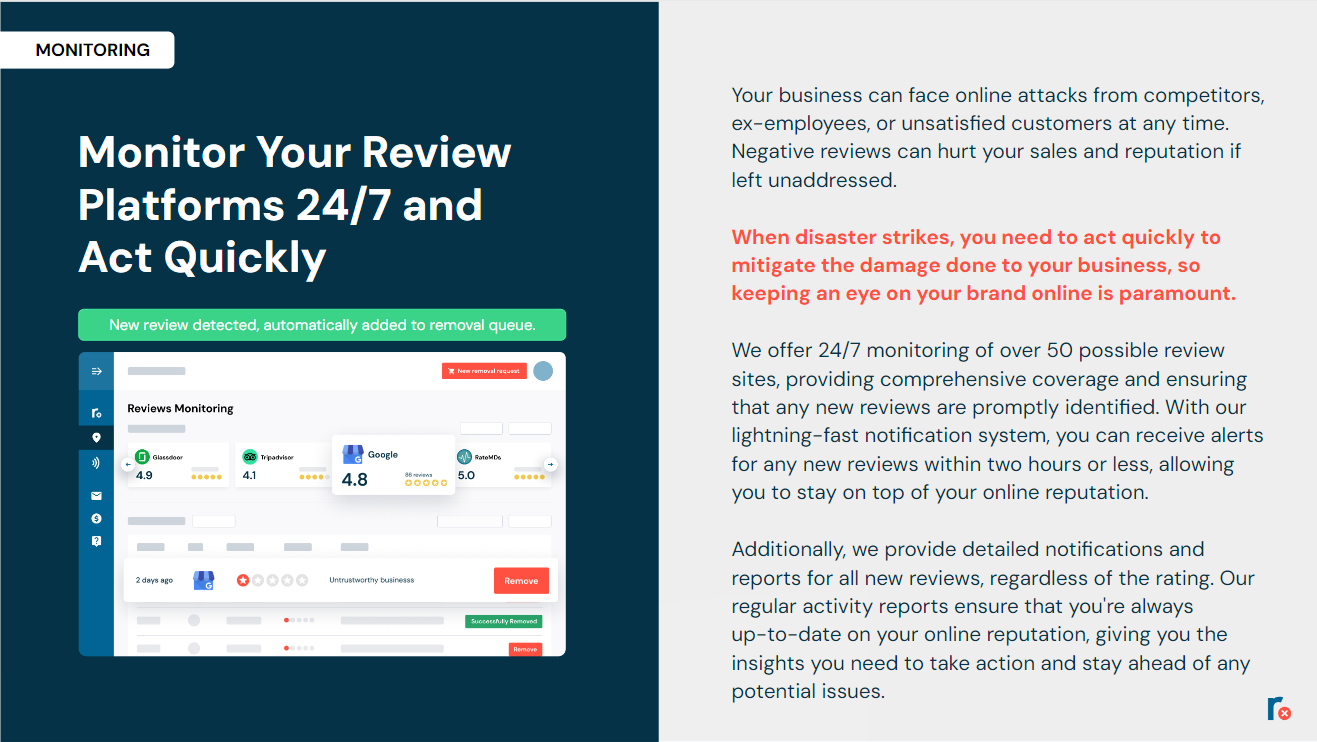 MONITORING
Monitor Your Review
Platforms 24/7 and
Act Quickly
New review detected, automatically added to removal queue.
New removal request
Reviews Monitoring
Glassdoor
4.9
Tripadvisor
4.1
Google
4.8
88 reviews
RateMDs
5.0
2 days ago
Untrustworthy businesss
Remove
Successfully Removed
Remove
Your business can face online attacks from competitors,
ex-employees, or unsatisfied customers at any time.
Negative reviews can hurt your sales and reputation if
left unaddressed.
When disaster strikes, you need to act quickly to
mitigate the damage done to your business, so
keeping an eye on your brand online is paramount.
We offer 24/7 monitoring of over 50 possible review
sites, providing comprehensive coverage and ensuring
that any new reviews are promptly identified. With our
lightning-fast notification system, you can receive alerts
for any new reviews within two hours or less, allowing
you to stay on top of your online reputation.
Additionally, we provide detailed notifications and
reports for all new reviews, regardless of the rating. Our
regular activity reports ensure that you're always
up-to-date on your online reputation, giving you the
insights you need to take action and stay ahead of any
potential issues.